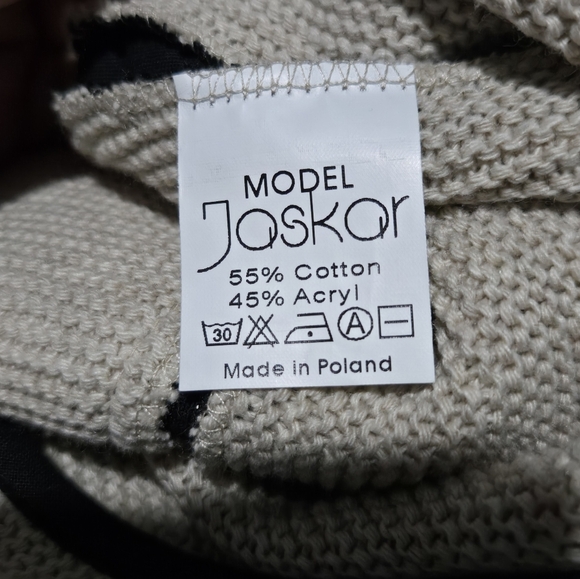 MODEL
Jaskar
55% Cotton
45% Acryl
30 A
Made in Poland